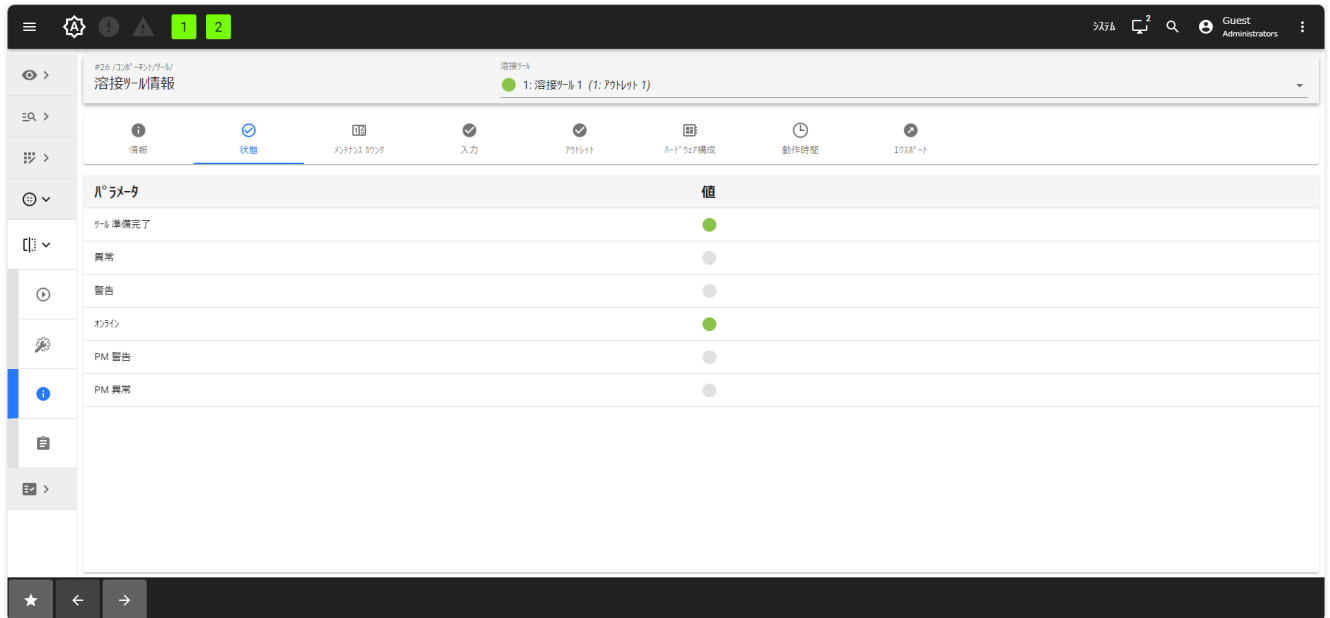 1 2 システム 2 Guest
Administrators
#26 /コンポーネント/ツール/
溶接ツール情報
溶接ツール
1: 溶接ツール 1 (1: アウトレット 1)
情報 状態 メンテナンス カウンタ 入力 アウトレット ハードウェア構成 動作時間 エクスポート
パラメータ 値
ツール 準備完了
異常
警告
オンライン
PM 警告
PM 異常